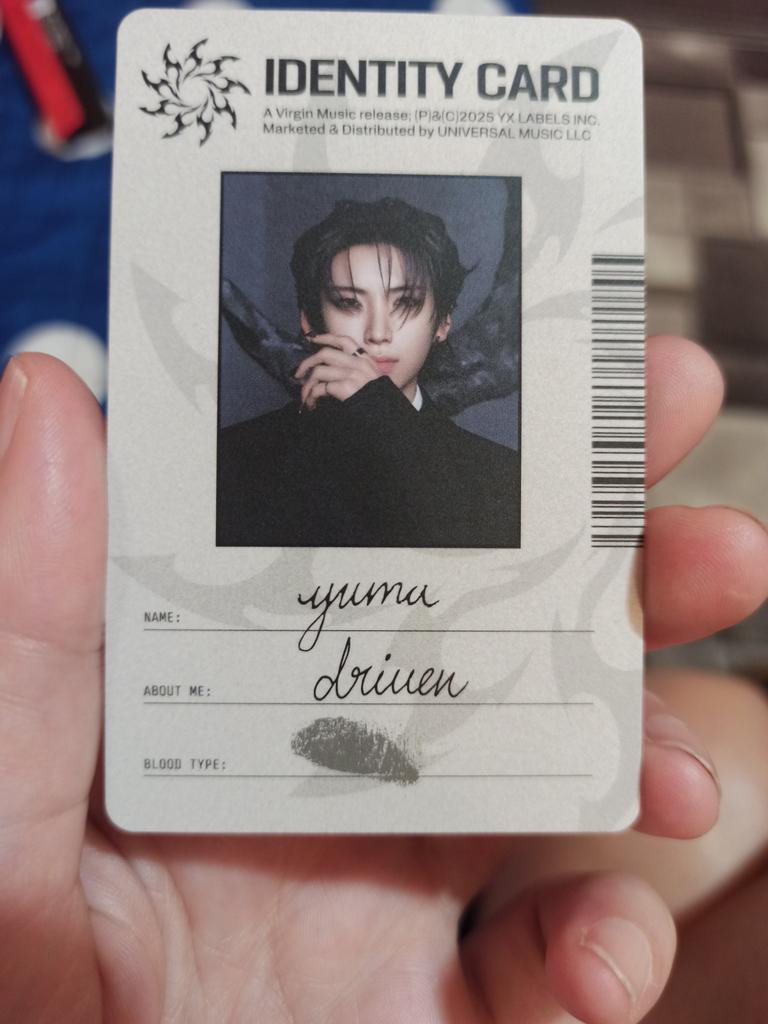 IDENTITY CARD
A Virgin Music release; (P)&(C)2025 YX LABELS INC.
Marketed & Distributed by UNIVERSAL MUSIC LLC
NAME: yuma
ABOUT ME: driven
BLOOD TYPE: